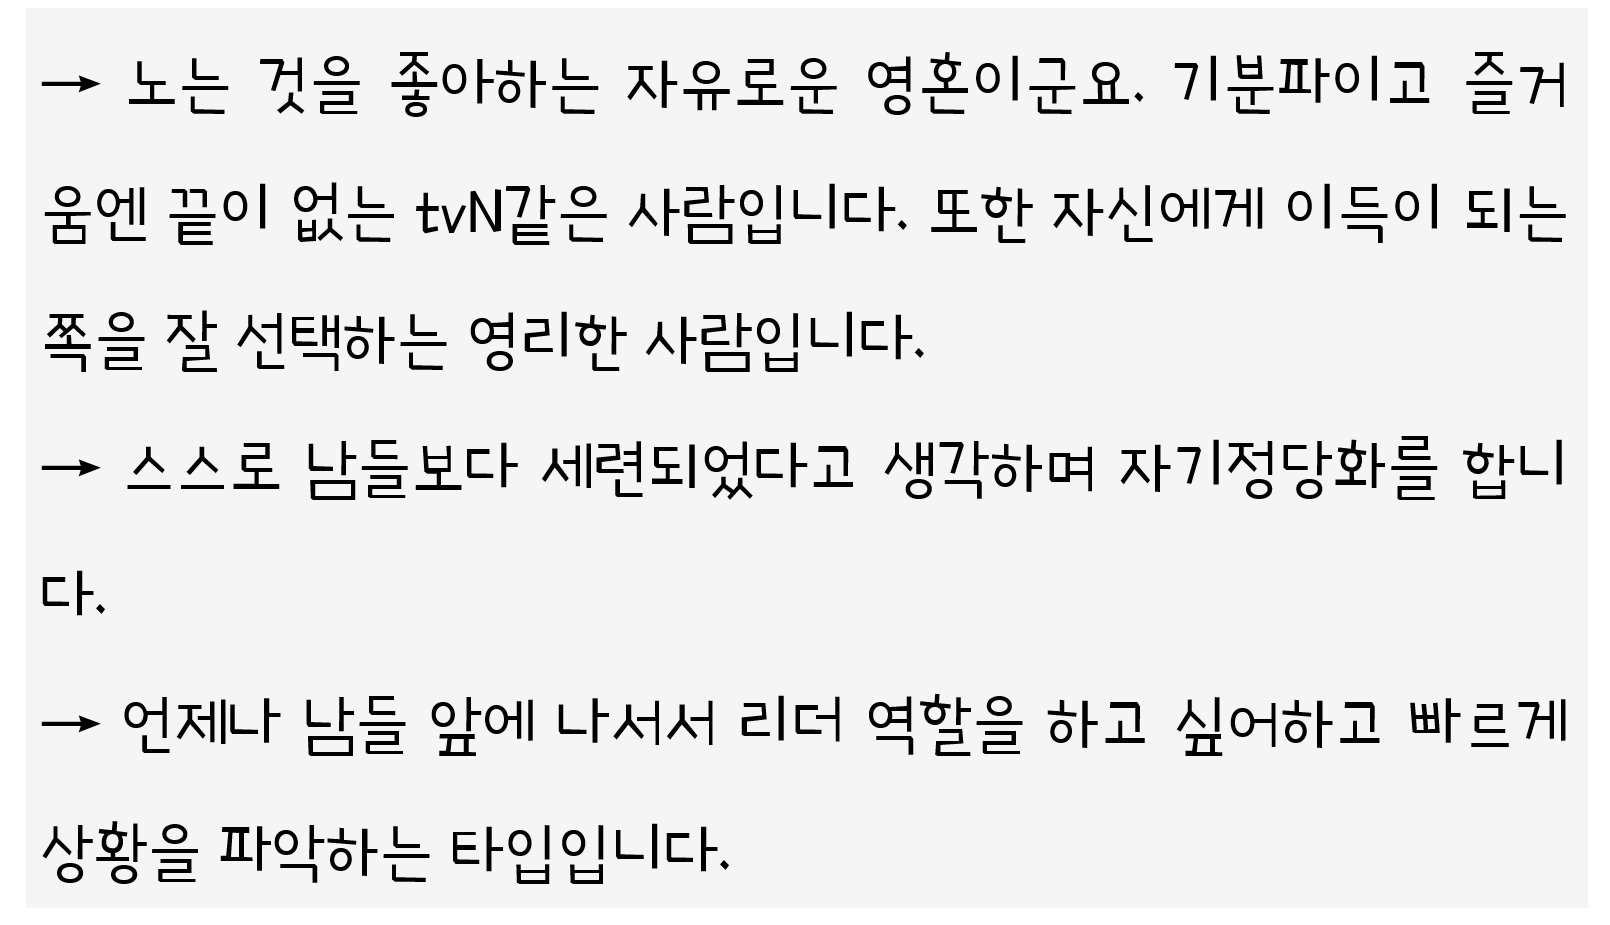 → 노는 것을 좋아하는 자유로운 영혼이군요. 기분파이고 즐거
움엔 끝이 없는 tvN같은 사람입니다. 또한 자신에게 이득이 되는
쪽을 잘 선택하는 영리한 사람입니다.
→ 스스로 남들보다 세련되었다고 생각하며 자기정당화를 합니
다.
→ 언제나 남들 앞에 나서서 리더 역할을 하고 싶어하고 빠르게
상황을 파악하는 타입입니다.